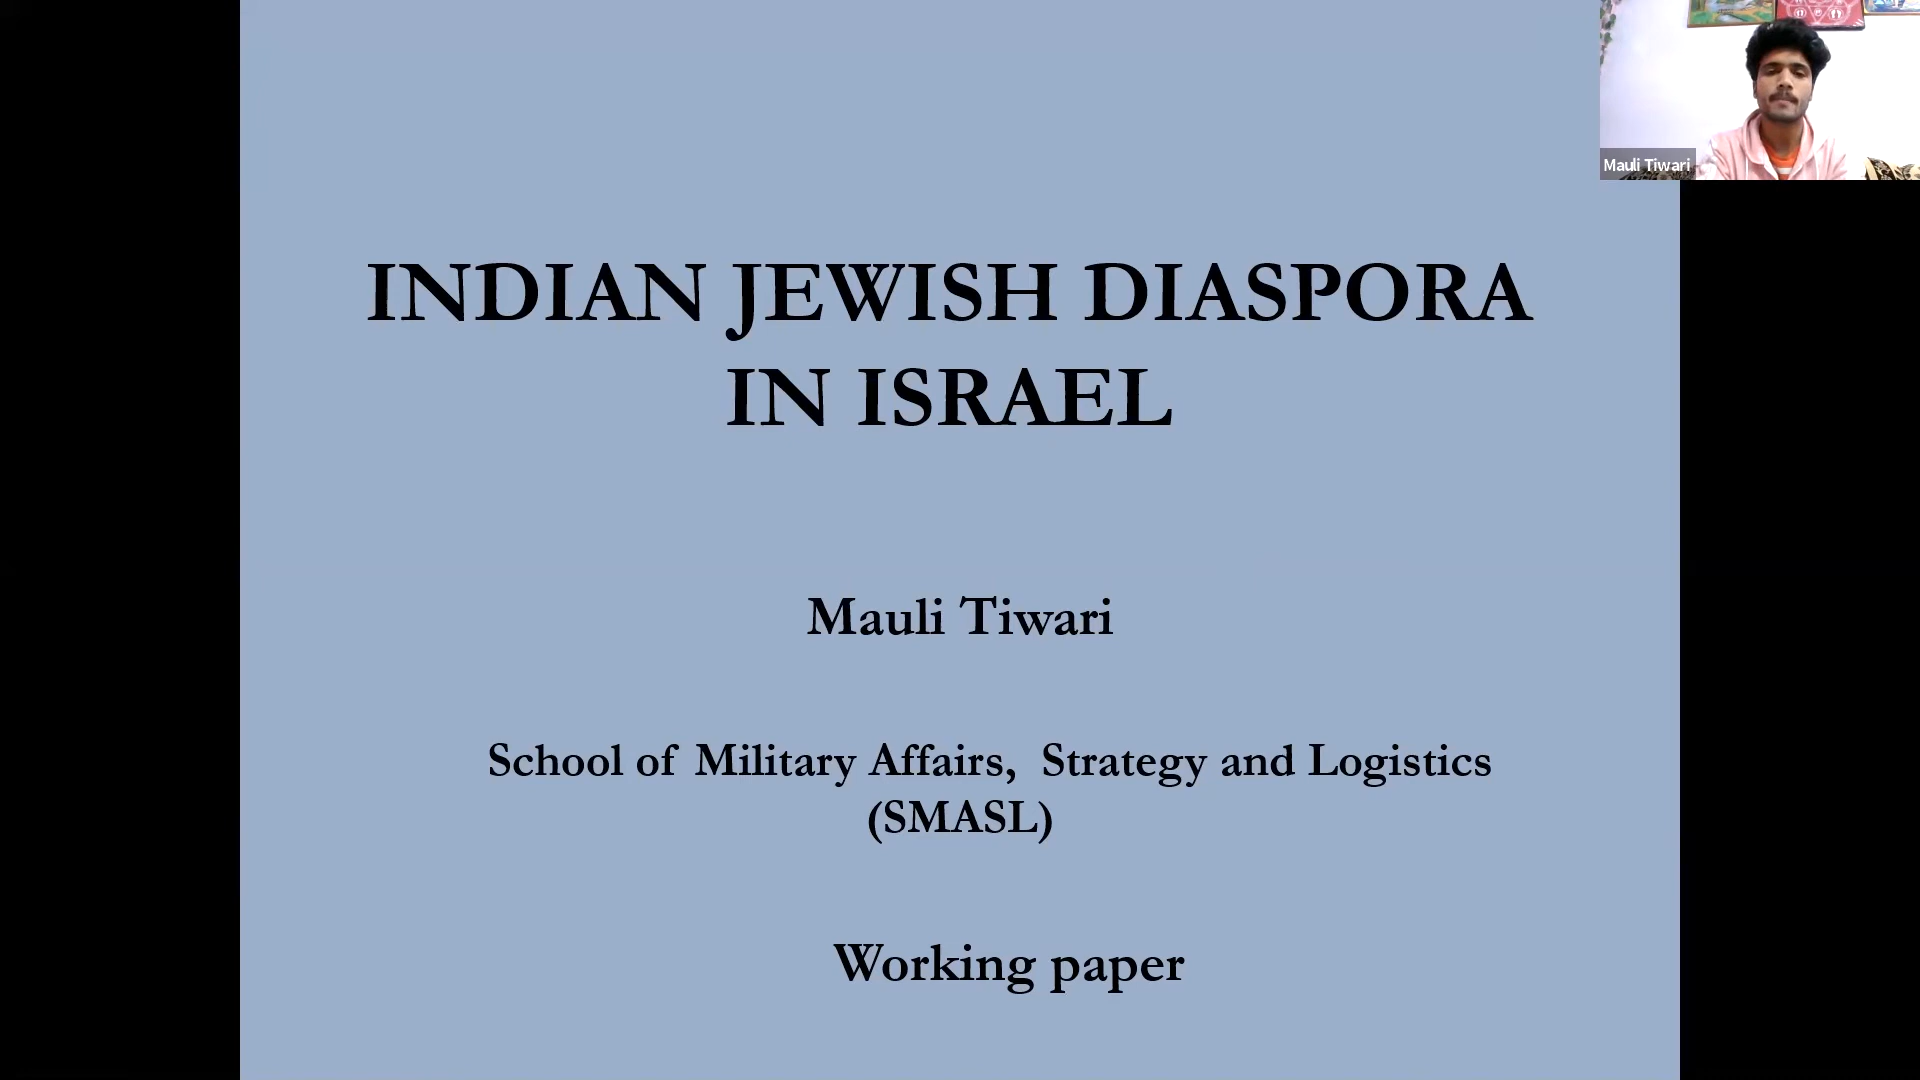 INDIAN JEWISH DIASPORA
IN ISRAEL
Mauli Tiwari
School of Military Affairs, Strategy and Logistics
(SMASL)
Working paper
Mauli Tiwari